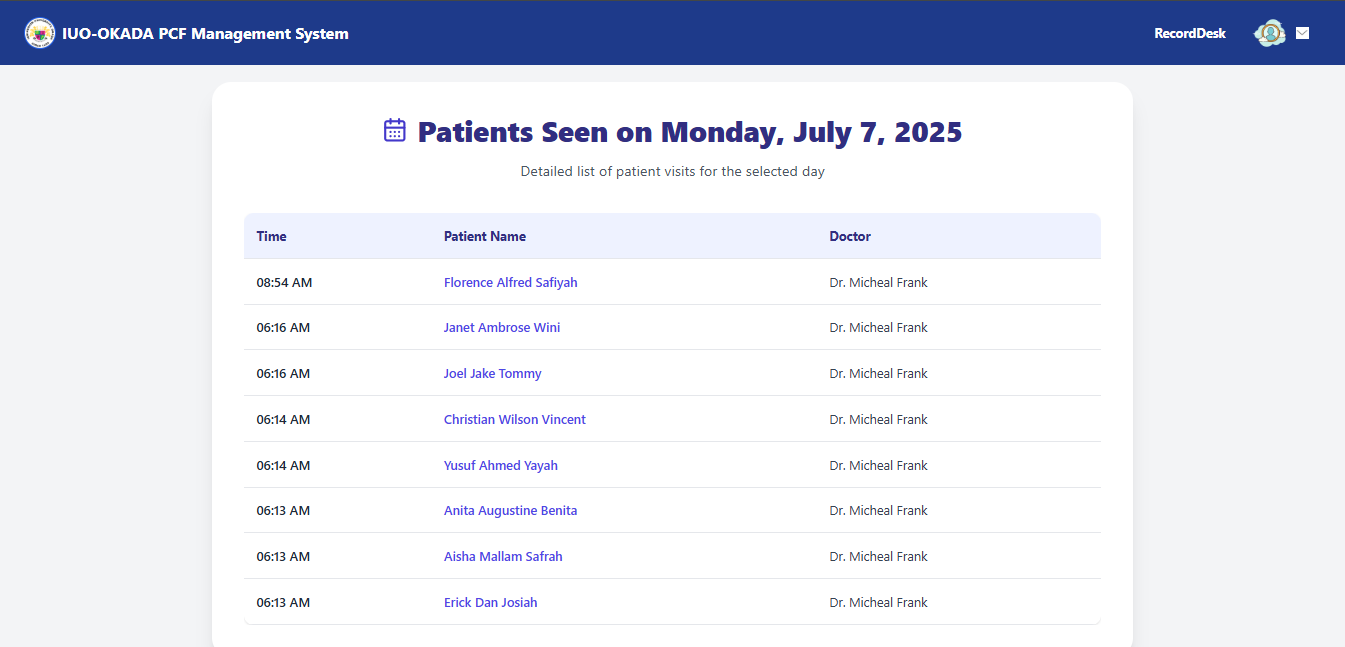 IUO-OKADA PCF Management System
RecordDesk
Patients Seen on Monday, July 7, 2025
Detailed list of patient visits for the selected day
Time Patient Name Doctor
08:54 AM Florence Alfred Safiyah Dr. Micheal Frank
06:16 AM Janet Ambrose Wini Dr. Micheal Frank
06:16 AM Joel Jake Tommy Dr. Micheal Frank
06:14 AM Christian Wilson Vincent Dr. Micheal Frank
06:14 AM Yusuf Ahmed Yayah Dr. Micheal Frank
06:13 AM Anita Augustine Benita Dr. Micheal Frank
06:13 AM Aisha Mallam Safrah Dr. Micheal Frank
06:13 AM Erick Dan Josiah Dr. Micheal Frank